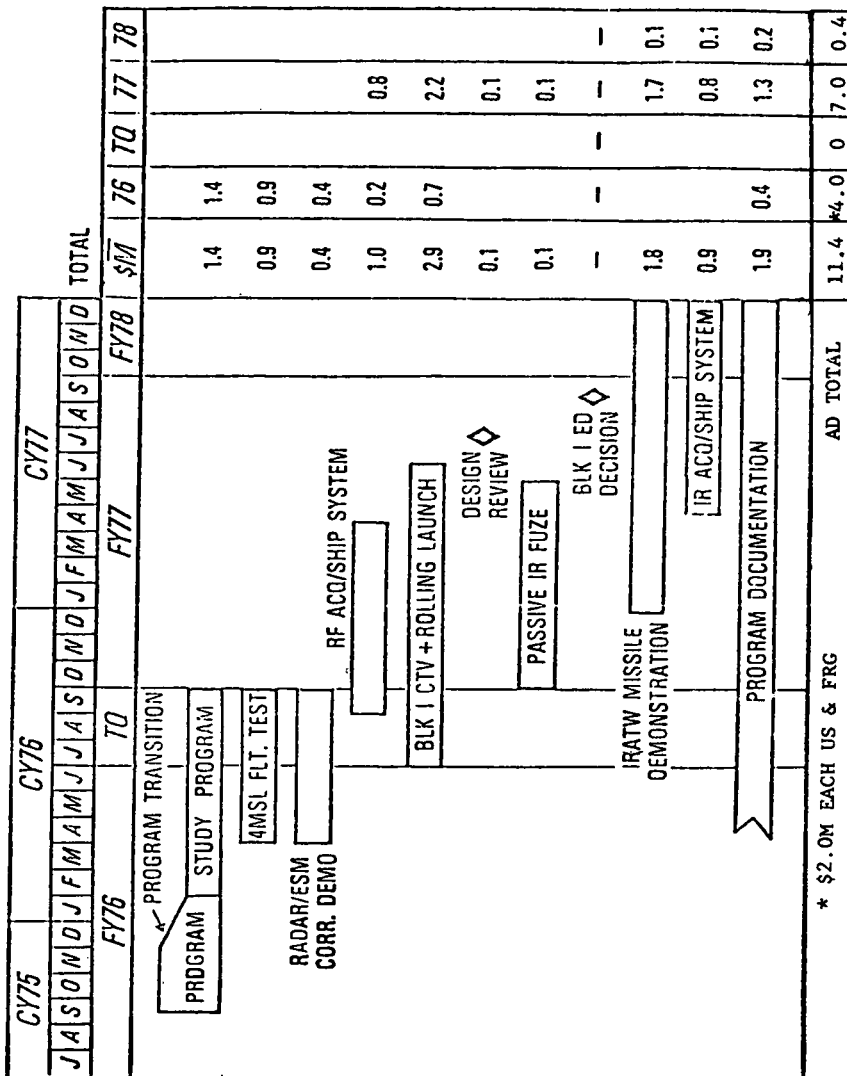 CY75 CY76 CY77
J A S O N D J F M A M J J A S O N D J F M A M J J A S O N D TOTAL
FY76 TQ FY77 FY78 $M 76 TQ 77 78
PROGRAM TRANSITION
PROGRAM STUDY PROGRAM 1.4 1.4
4MSL FLT. TEST 0.9 0.9
RADAR/ESM
CORR. DEMO 0.4 0.4
RF ACQ/SHIP SYSTEM 1.0 0.2 0.8
BLK I CTV + ROLLING LAUNCH 2.9 0.7 2.2
DESIGN
REVIEW 0.1 0.1
PASSIVE IR FUZE 0.1 0.1
BLK I ED
DECISION – – – – –
IRATW MISSILE
DEMONSTRATION 1.8 1.7 0.1
IR ACQ/SHIP SYSTEM 0.9 0.8 0.1
PROGRAM DOCUMENTATION 1.9 0.4 1.3 0.2
* $2.0M EACH US & FRG AD TOTAL 11.4 *4.0 0 7.0 0.4